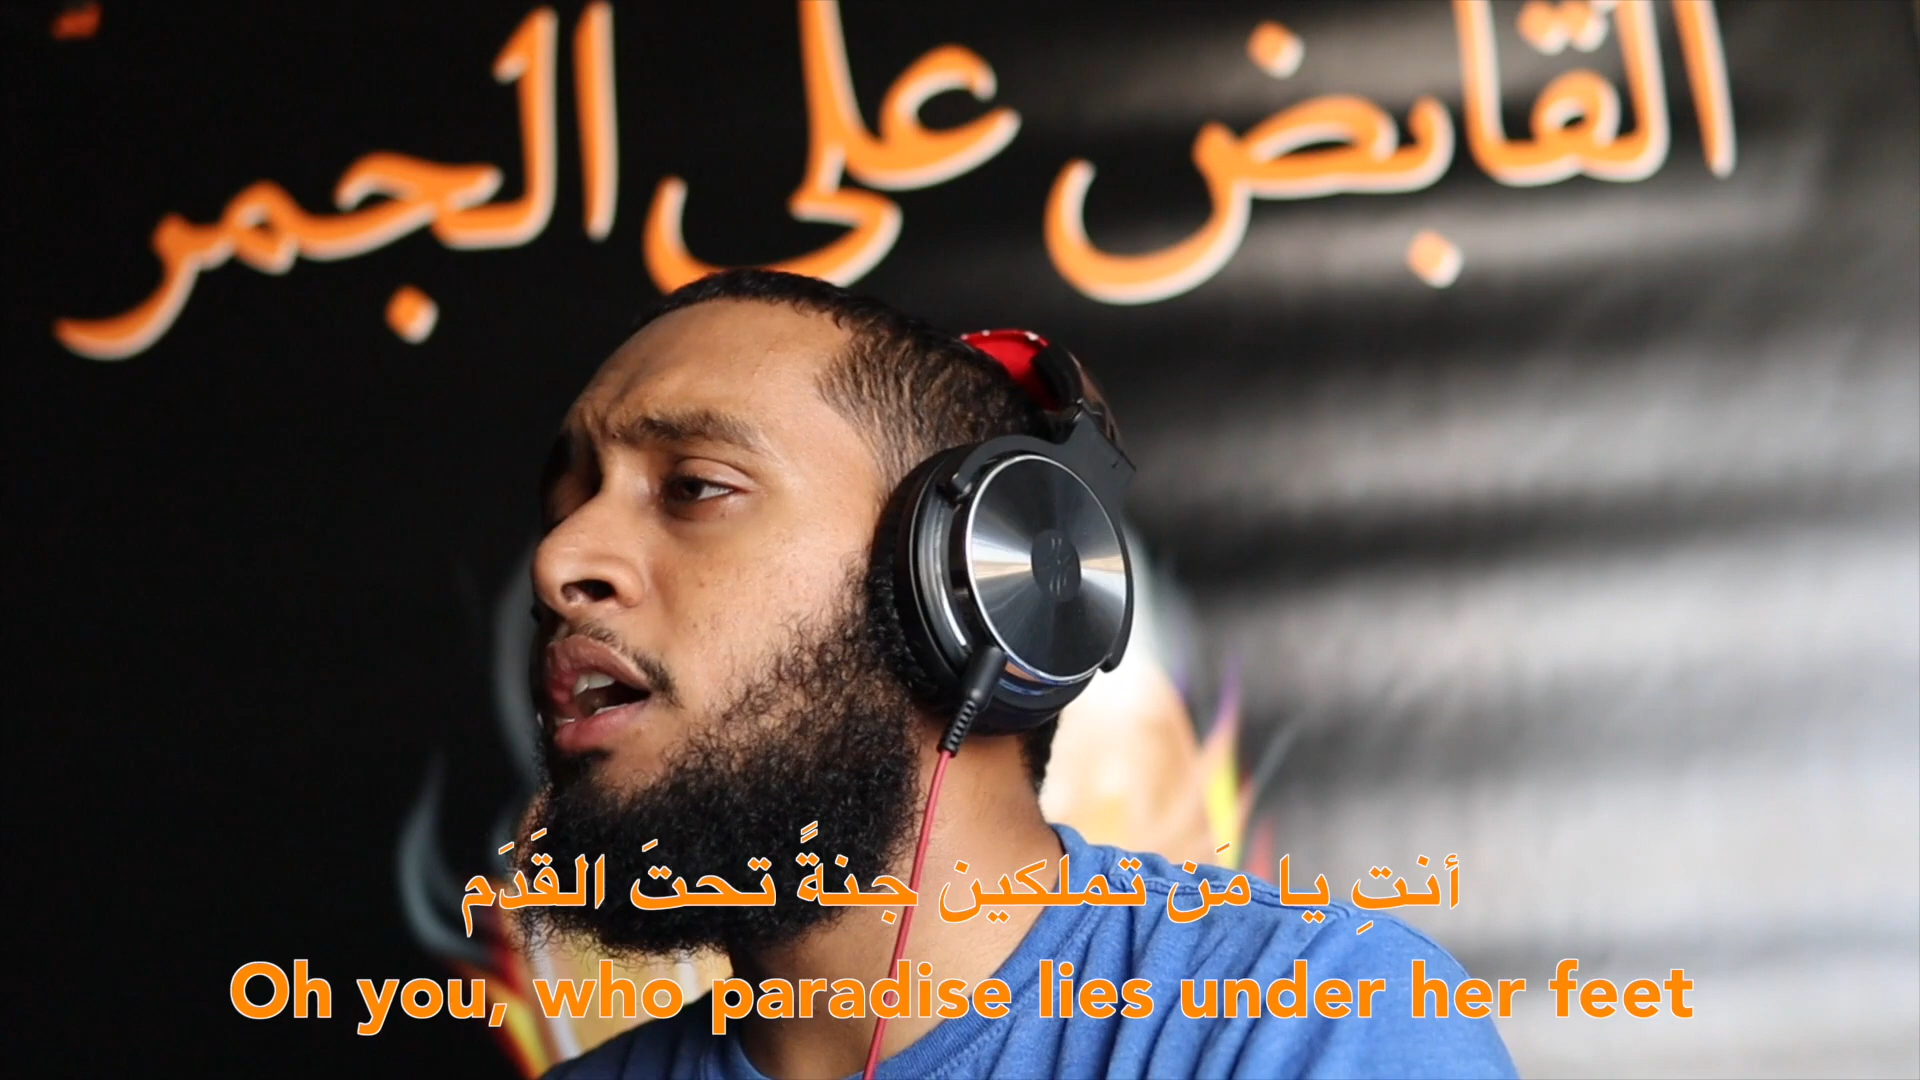 القابض على الجمر
أنتِ يا مَن تملكين جنةً تحتَ القَدَم
Oh you, who paradise lies under her feet